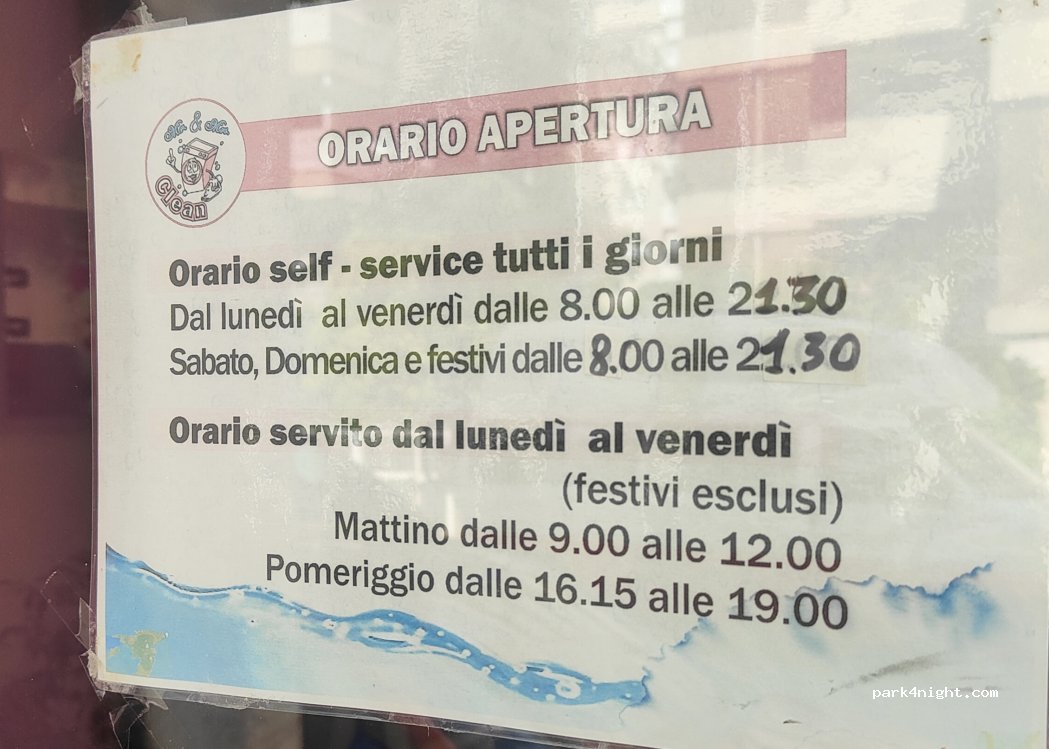 ORARIO APERTURA
Clean
Orario self - service tutti i giorni
Dal lunedì al venerdì dalle 8.00 alle 21.30
Sabato, Domenica e festivi dalle 8.00 alle 21.30
Orario servito dal lunedì al venerdì
(festivi esclusi)
Mattino dalle 9.00 alle 12.00
Pomeriggio dalle 16.15 alle 19.00
park4night.com